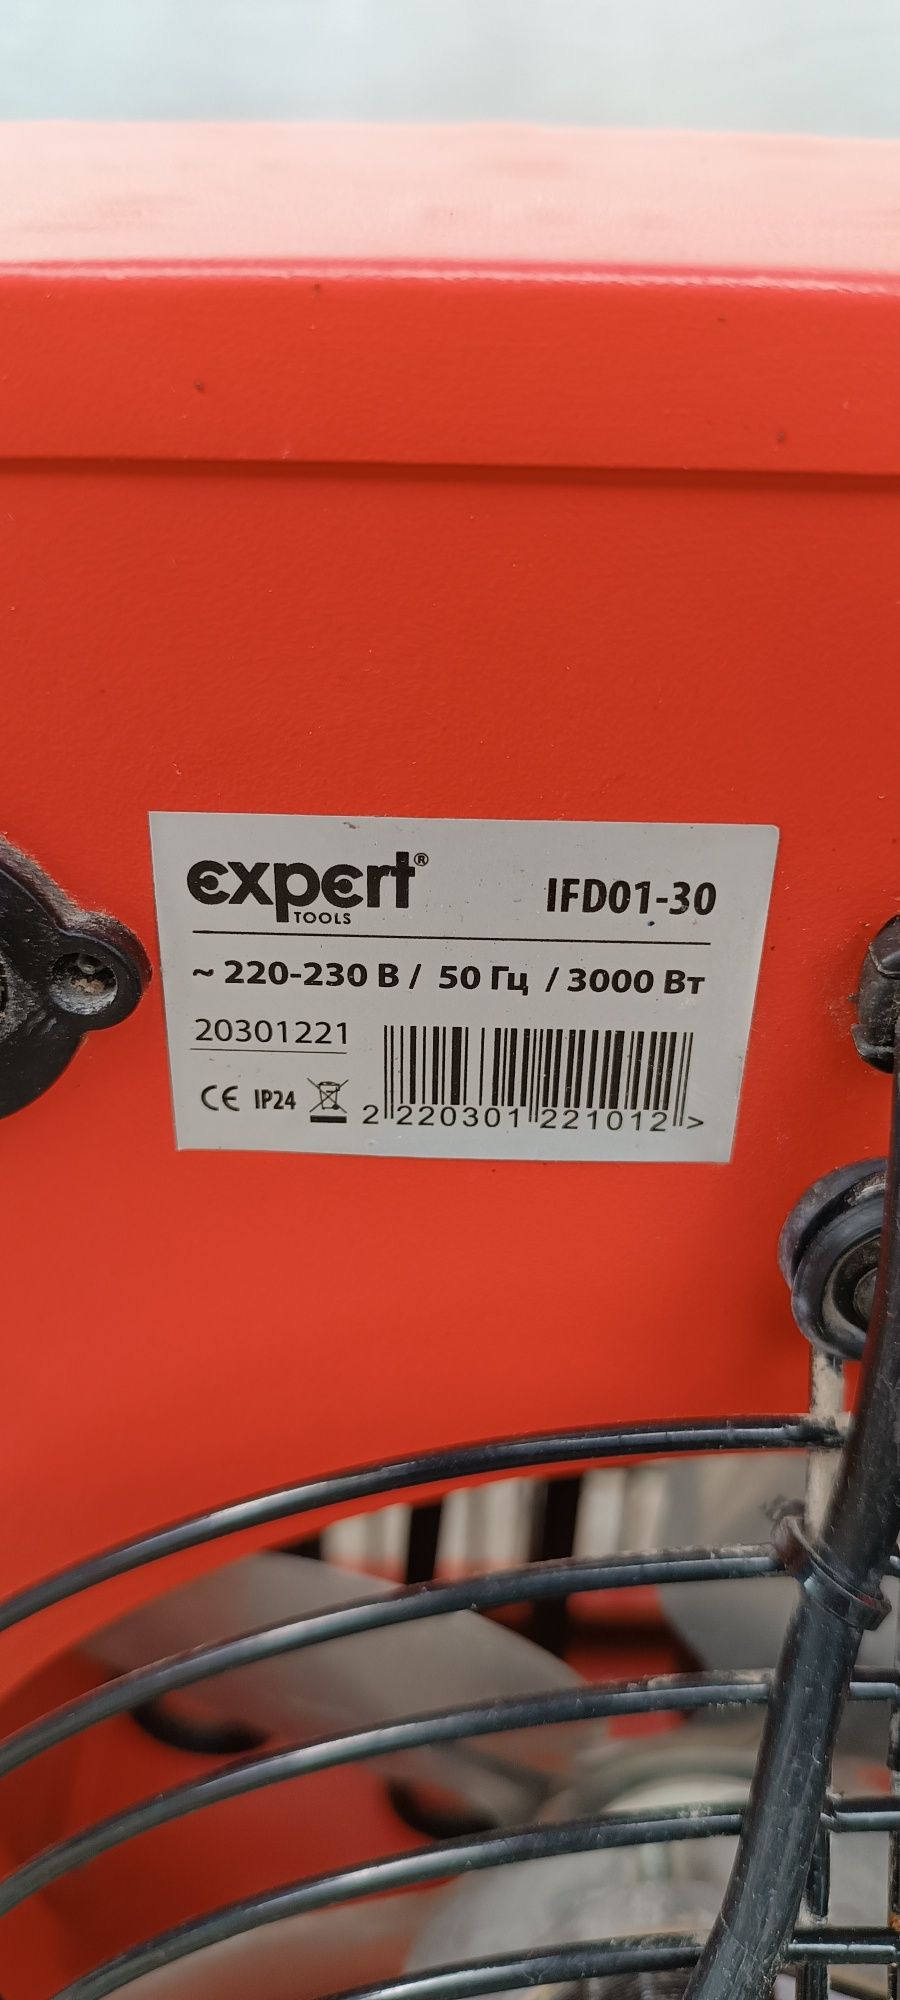 expert®
TOOLS
IFD01-30
~ 220-230 В / 50 Гц / 3000 Вт
20301221
CE IP24
2 220301 221012 >